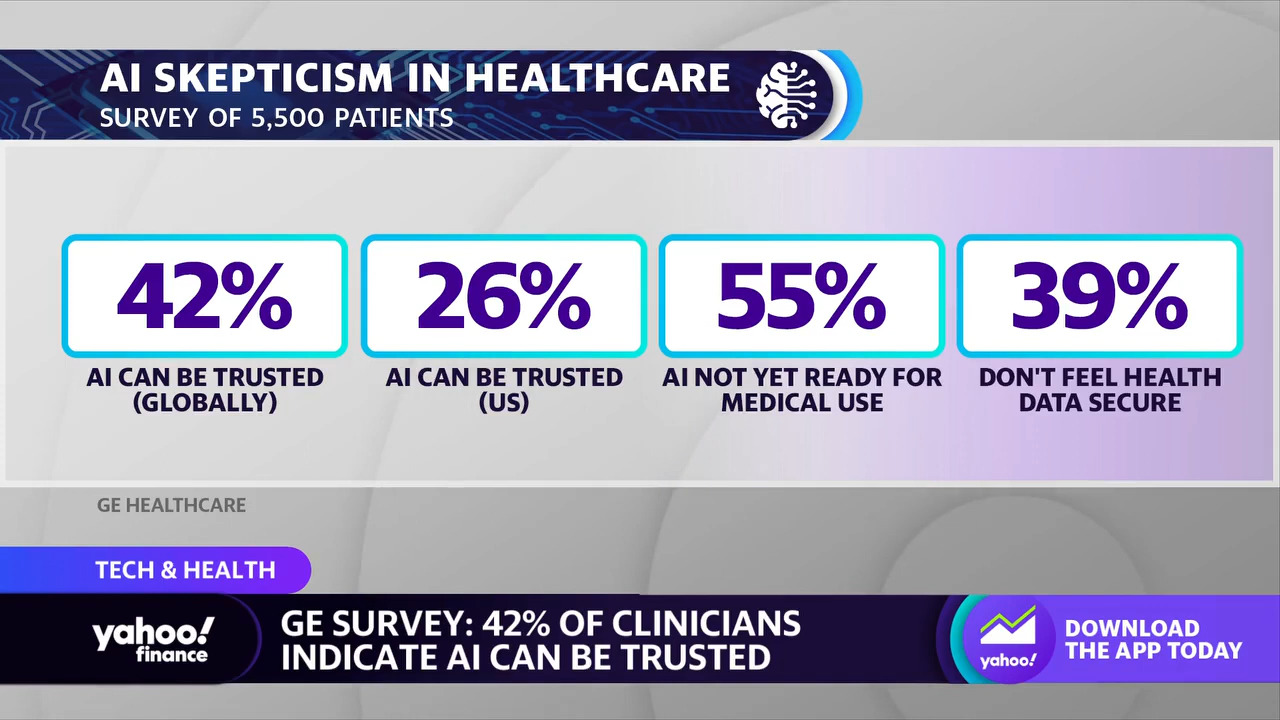 AI SKEPTICISM IN HEALTHCARE
SURVEY OF 5,500 PATIENTS
42%
AI CAN BE TRUSTED
(GLOBALLY)
26%
AI CAN BE TRUSTED
(US)
55%
AI NOT YET READY FOR
MEDICAL USE
39%
DON'T FEEL HEALTH
DATA SECURE
GE HEALTHCARE
TECH & HEALTH
yahoo!
finance
GE SURVEY: 42% OF CLINICIANS
INDICATE AI CAN BE TRUSTED
yahoo!
DOWNLOAD
THE APP TODAY